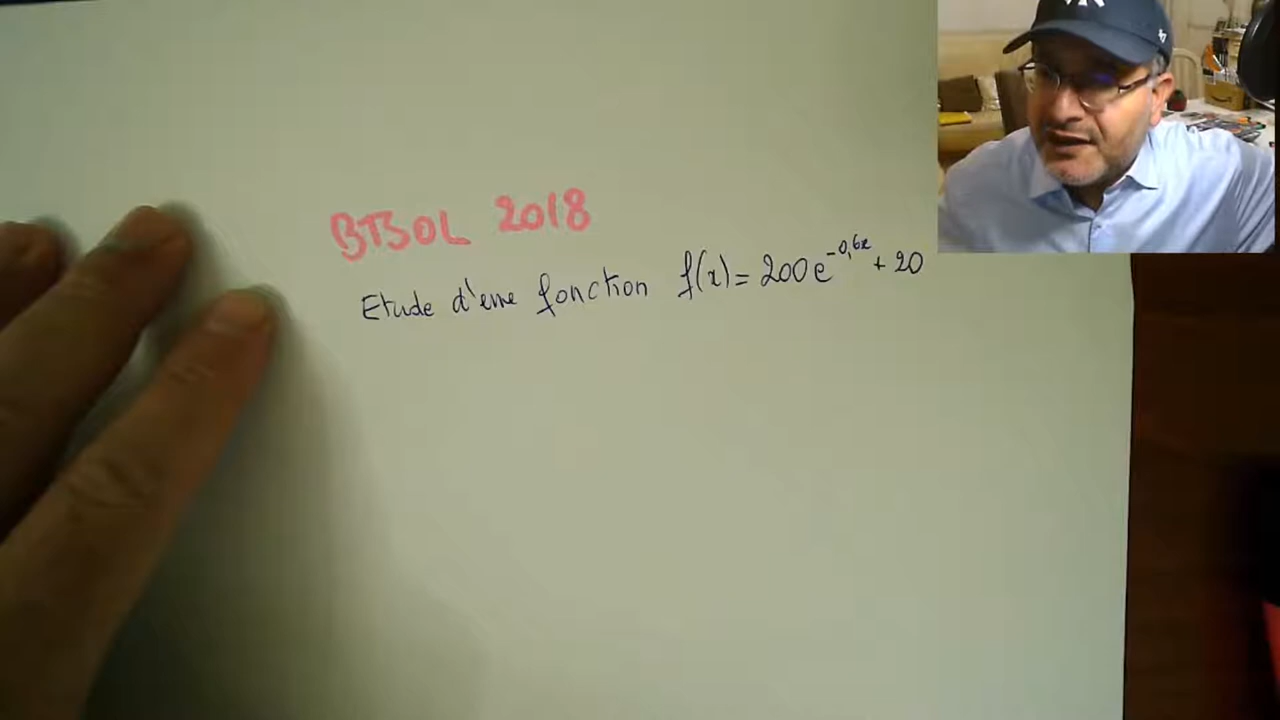 BTSOL 2018
Etude d'une fonction f(x) = 200e^{-0,6x} + 20